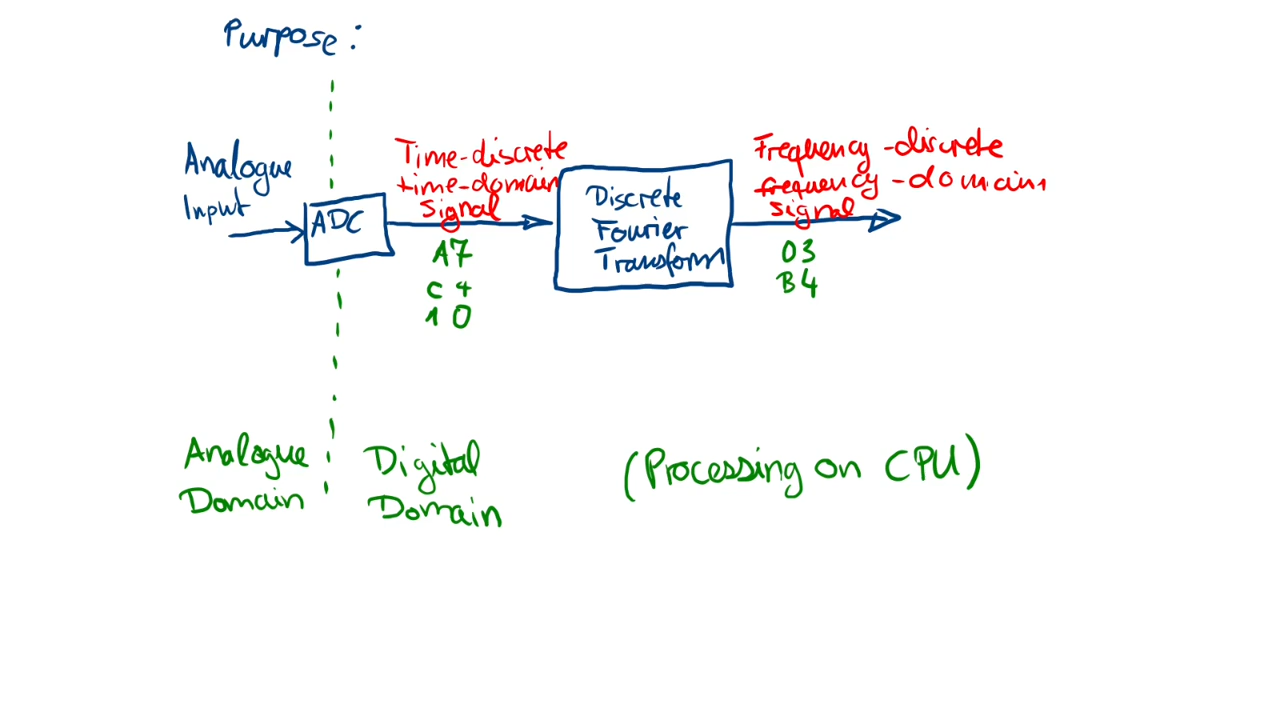 Purpose:
Analogue
Input
ADC
Time-discrete
time-domain
signal
A7
C4
10
Discrete
Fourier
Transform
Frequency-discrete
frequency-domain
signal
03
B4
Analogue
Domain
Digital
Domain
(Processing on CPU)